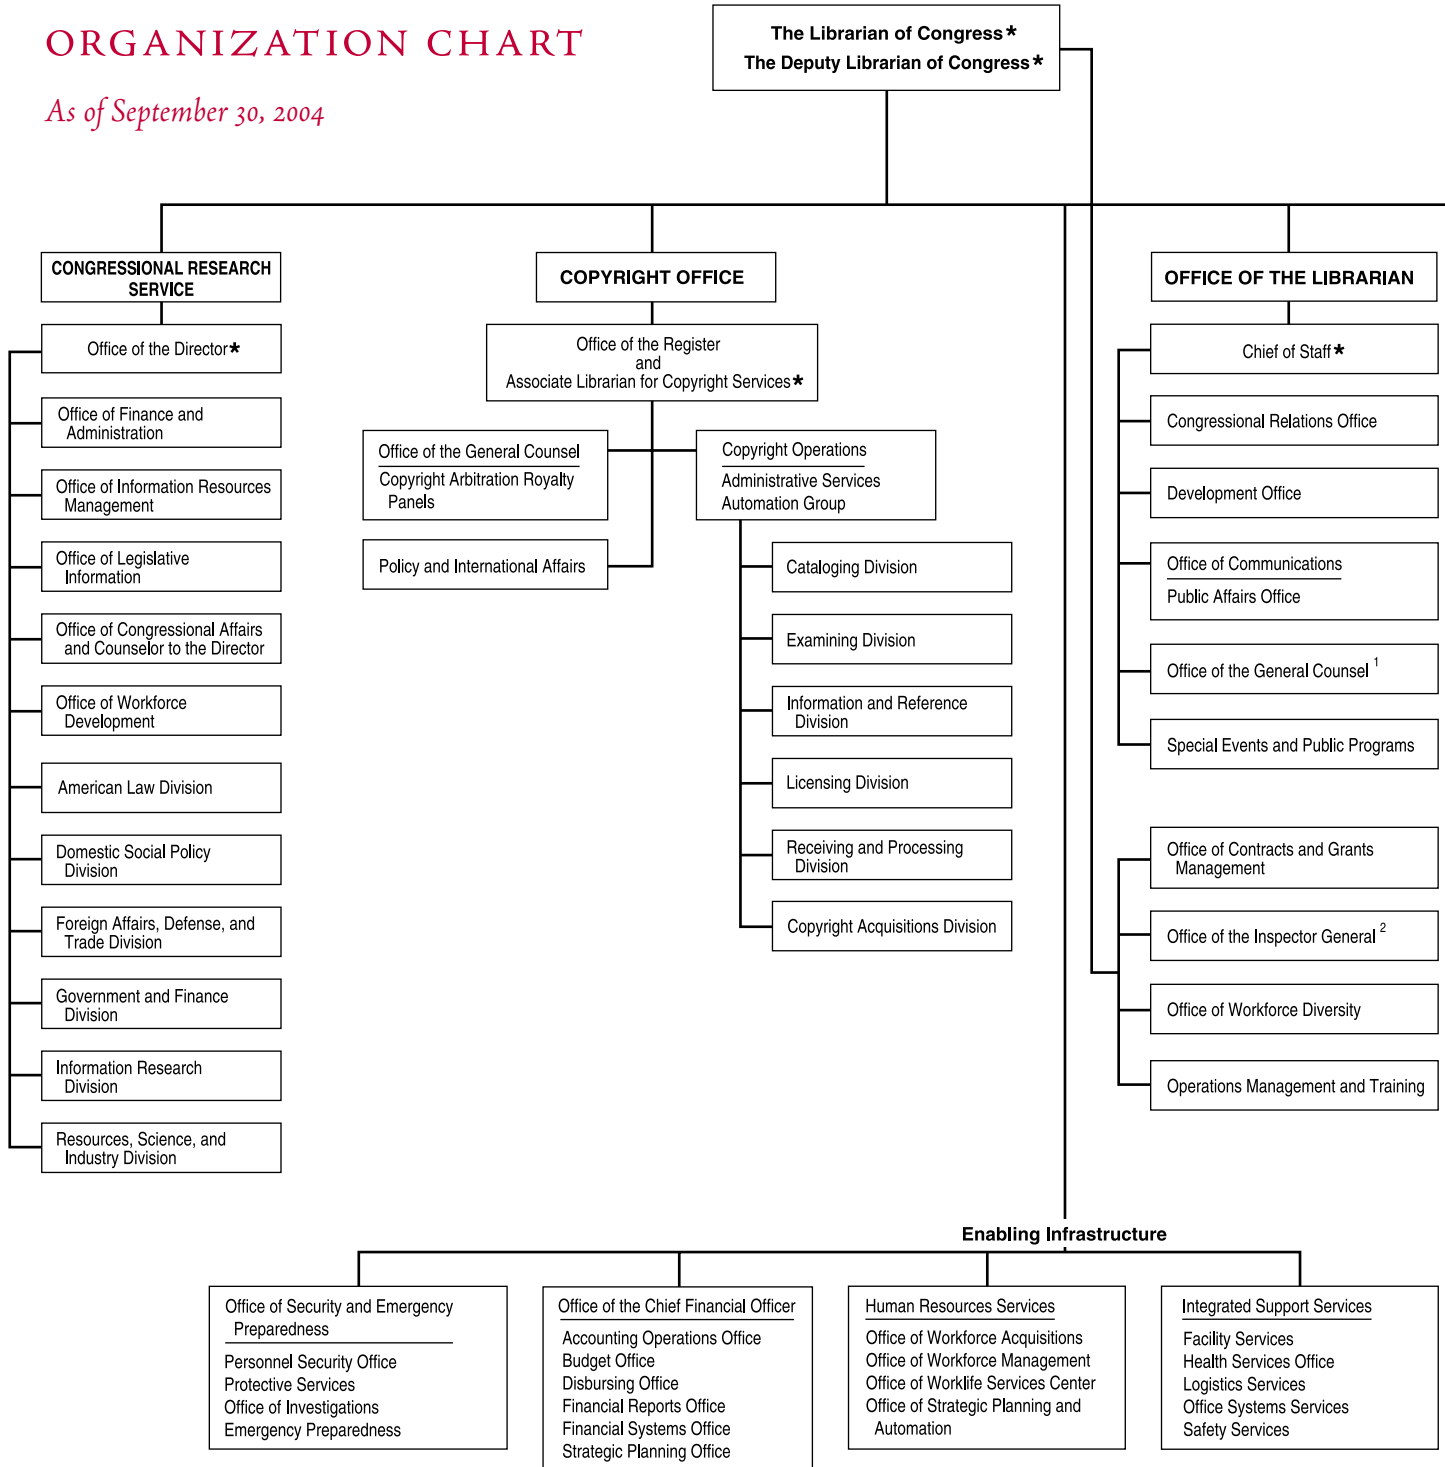 ORGANIZATION CHART
As of September 30, 2004
The Librarian of Congress*
The Deputy Librarian of Congress*
CONGRESSIONAL RESEARCH
SERVICE
Office of the Director*
Office of Finance and
Administration
Office of Information Resources
Management
Office of Legislative
Information
Office of Congressional Affairs
and Counselor to the Director
Office of Workforce
Development
American Law Division
Domestic Social Policy
Division
Foreign Affairs, Defense, and
Trade Division
Government and Finance
Division
Information Research
Division
Resources, Science, and
Industry Division
COPYRIGHT OFFICE
Office of the Register
and
Associate Librarian for Copyright Services*
Office of the General Counsel
Copyright Arbitration Royalty
Panels
Policy and International Affairs
Copyright Operations
Administrative Services
Automation Group
Cataloging Division
Examining Division
Information and Reference
Division
Licensing Division
Receiving and Processing
Division
Copyright Acquisitions Division
OFFICE OF THE LIBRARIAN
Chief of Staff*
Congressional Relations Office
Development Office
Office of Communications
Public Affairs Office
Office of the General Counsel 1
Special Events and Public Programs
Office of Contracts and Grants
Management
Office of the Inspector General 2
Office of Workforce Diversity
Operations Management and Training
Enabling Infrastructure
Office of Security and Emergency
Preparedness
Personnel Security Office
Protective Services
Office of Investigations
Emergency Preparedness
Office of the Chief Financial Officer
Accounting Operations Office
Budget Office
Disbursing Office
Financial Reports Office
Financial Systems Office
Strategic Planning Office
Human Resources Services
Office of Workforce Acquisitions
Office of Workforce Management
Office of Worklife Services Center
Office of Strategic Planning and
Automation
Integrated Support Services
Facility Services
Health Services Office
Logistics Services
Office Systems Services
Safety Services